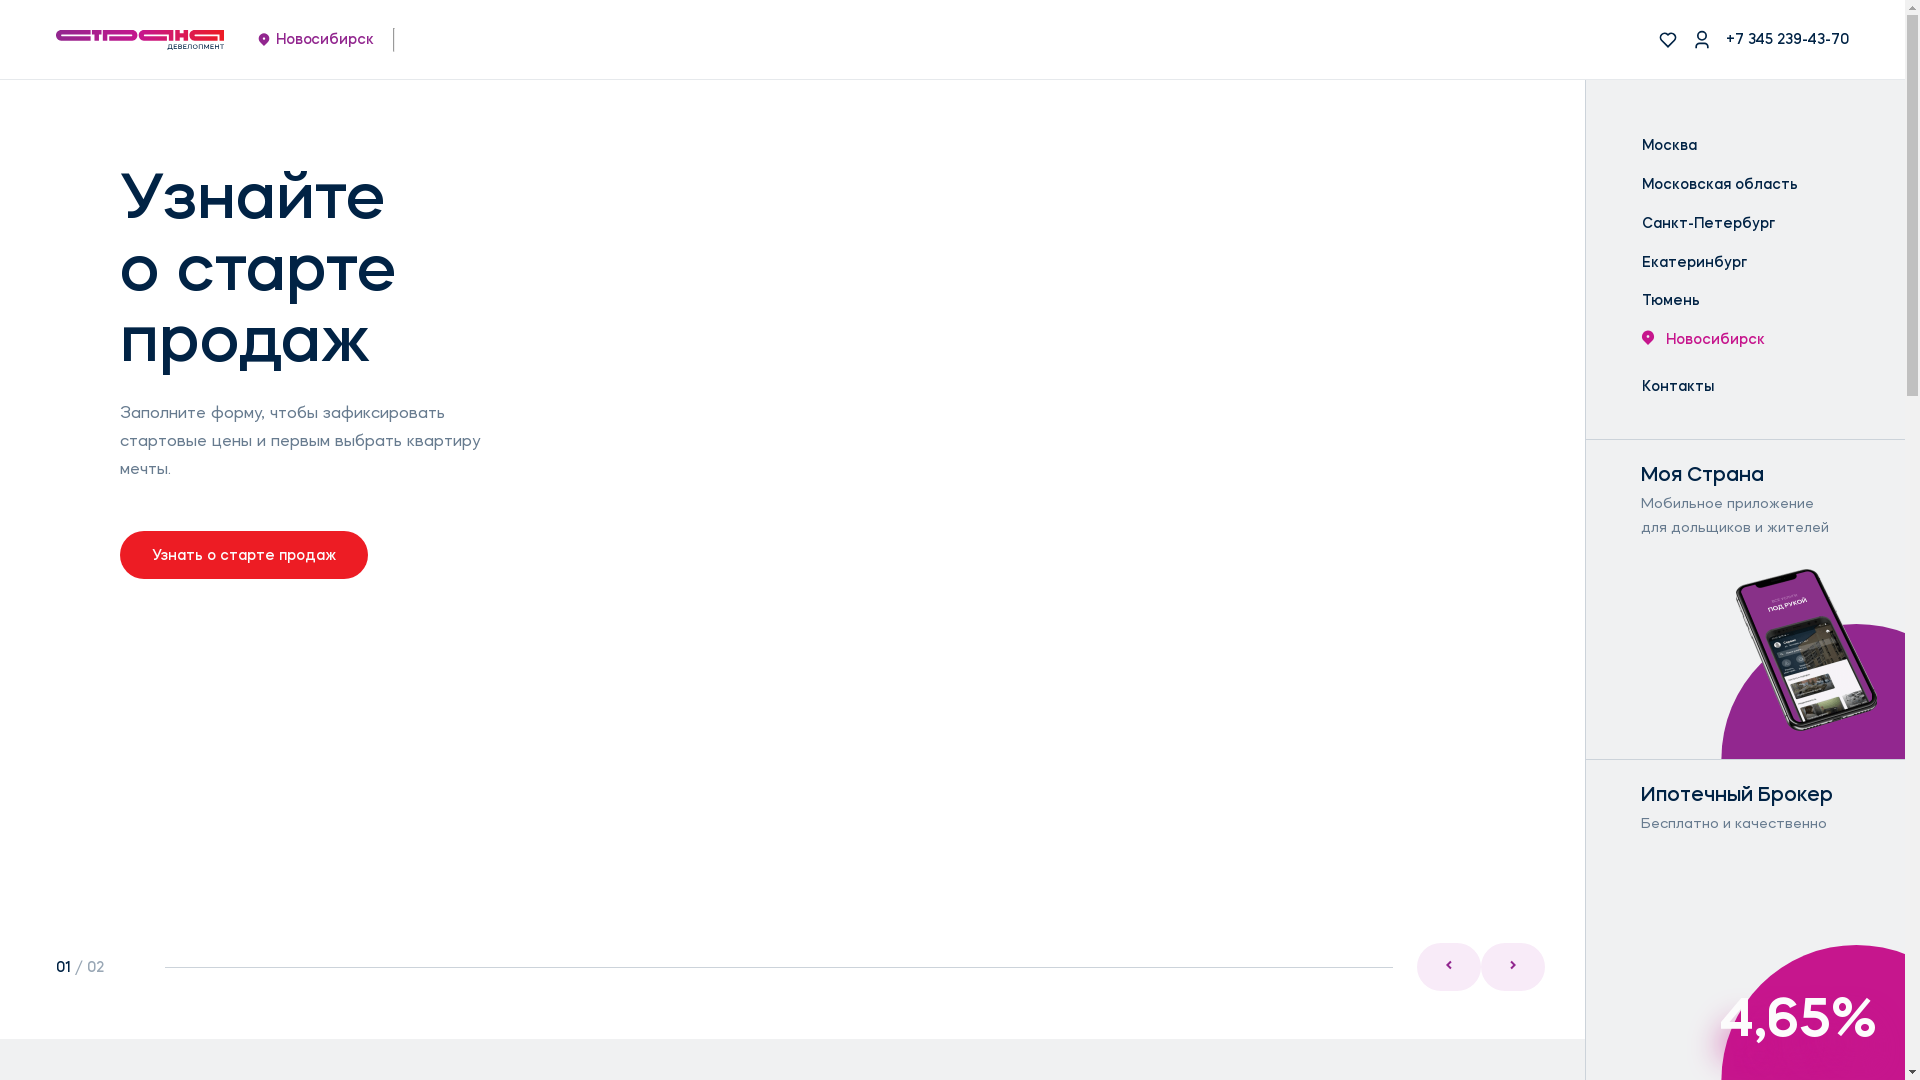 страна
ДЕВЕЛОПМЕНТ
Новосибирск
+7 345 239-43-70
Узнайте
о старте
продаж
Заполните форму, чтобы зафиксировать
стартовые цены и первым выбрать квартиру
мечты.
Узнать о старте продаж
01 / 02
Москва
Московская область
Санкт-Петербург
Екатеринбург
Тюмень
Новосибирск
Контакты
Моя Страна
Мобильное приложение
для дольщиков и жителей
ПОД РУКОЙ
Ипотечный Брокер
Бесплатно и качественно
4,65%